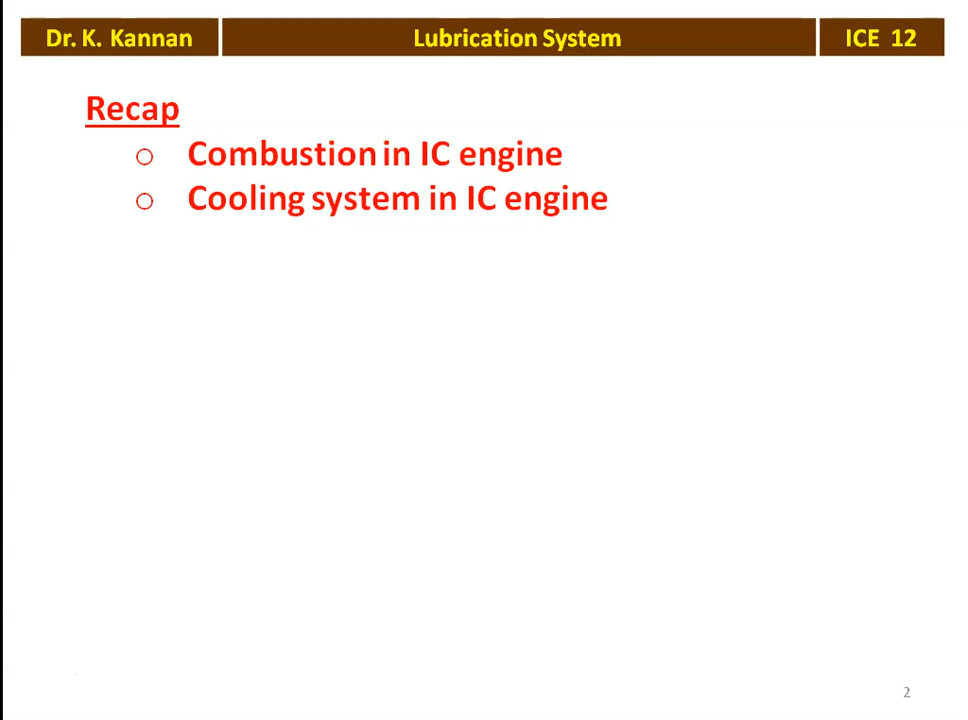 Dr. K. Kannan Lubrication System ICE 12
Recap
○ Combustion in IC engine
○ Cooling system in IC engine
2